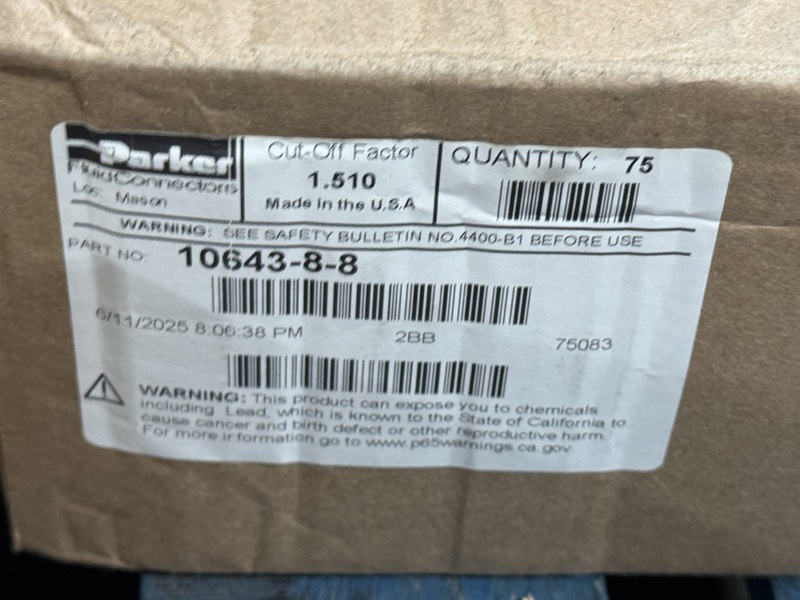 Parker
Fluid Connectors
Loc: Mason
Cut-Off Factor
1.510
Made in the U.S.A
QUANTITY: 75
WARNING: SEE SAFETY BULLETIN NO.4400-B1 BEFORE USE
PART NO: 10643-8-8
6/11/2025 8:06:38 PM 2BB 75083
WARNING: This product can expose you to chemicals
including Lead, which is known to the State of California to
cause cancer and birth defect or other reproductive harm.
For more information go to www.p65warnings.ca.gov